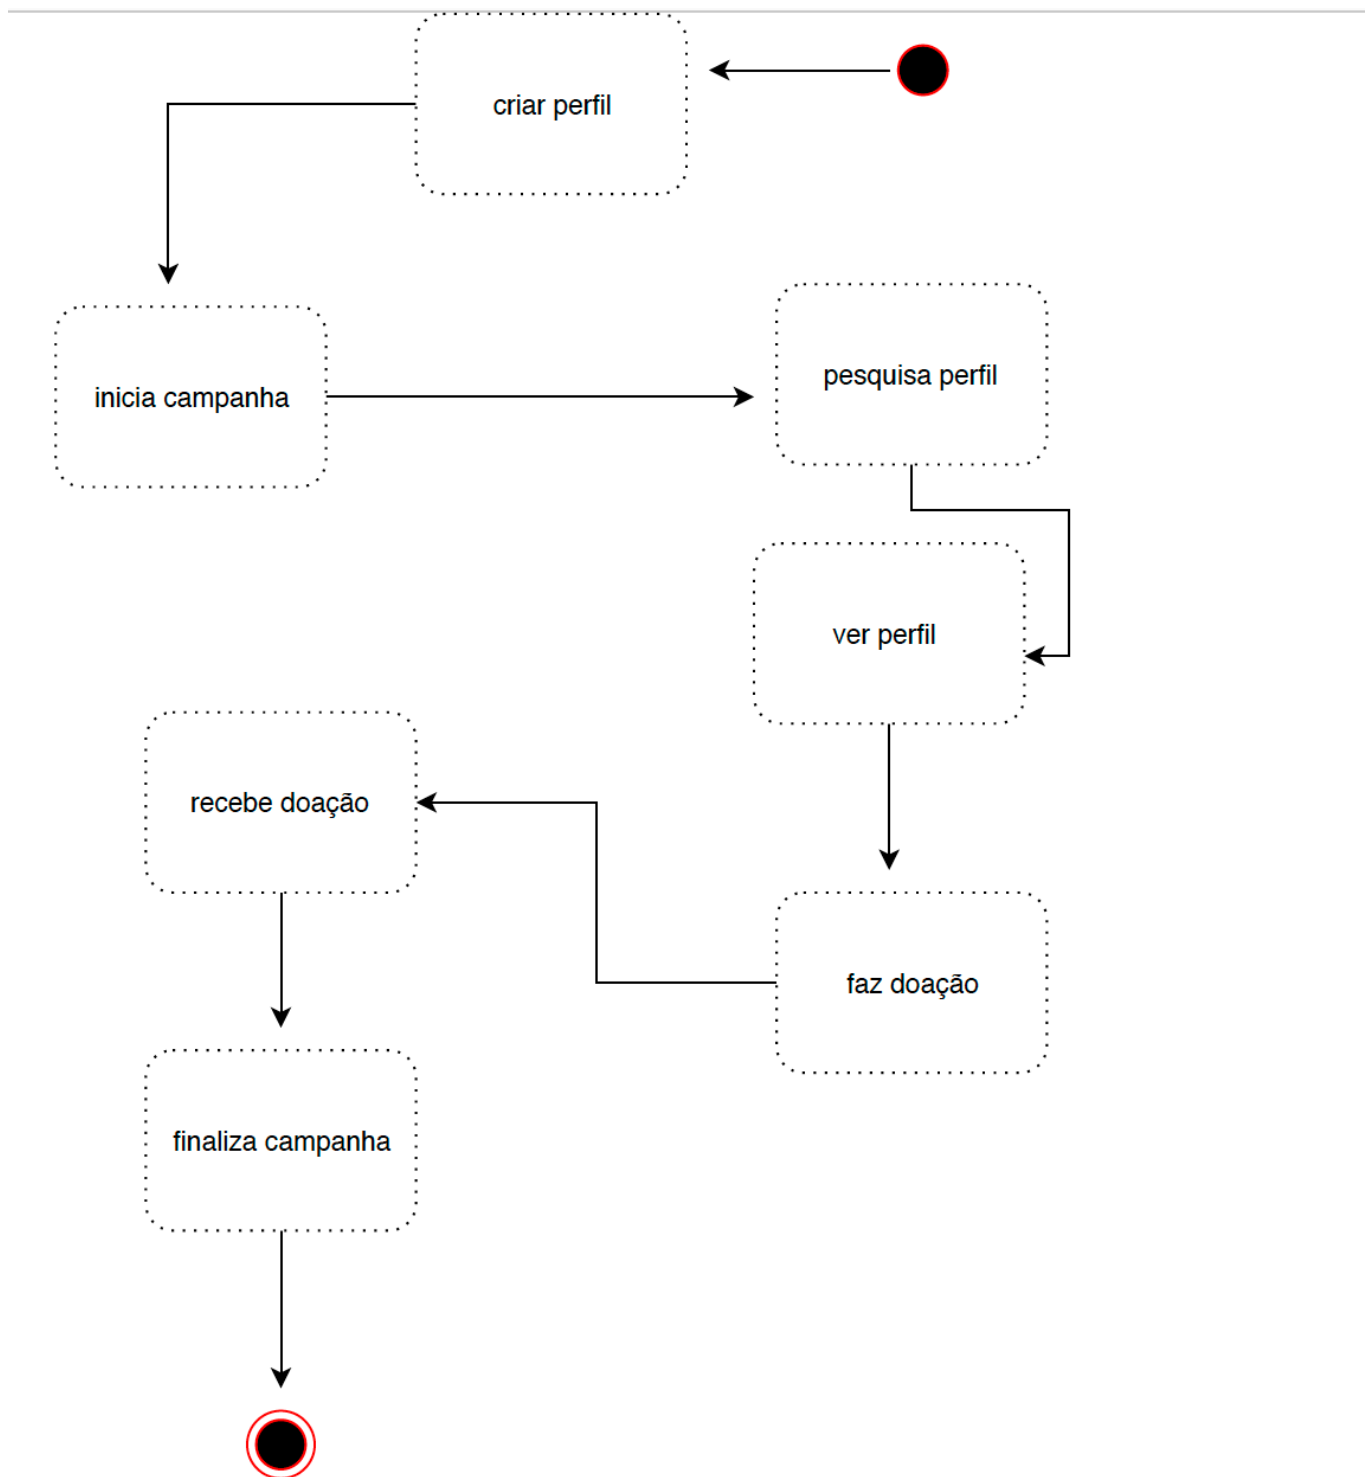 criar perfil
inicia campanha
pesquisa perfil
ver perfil
recebe doação
faz doação
finaliza campanha